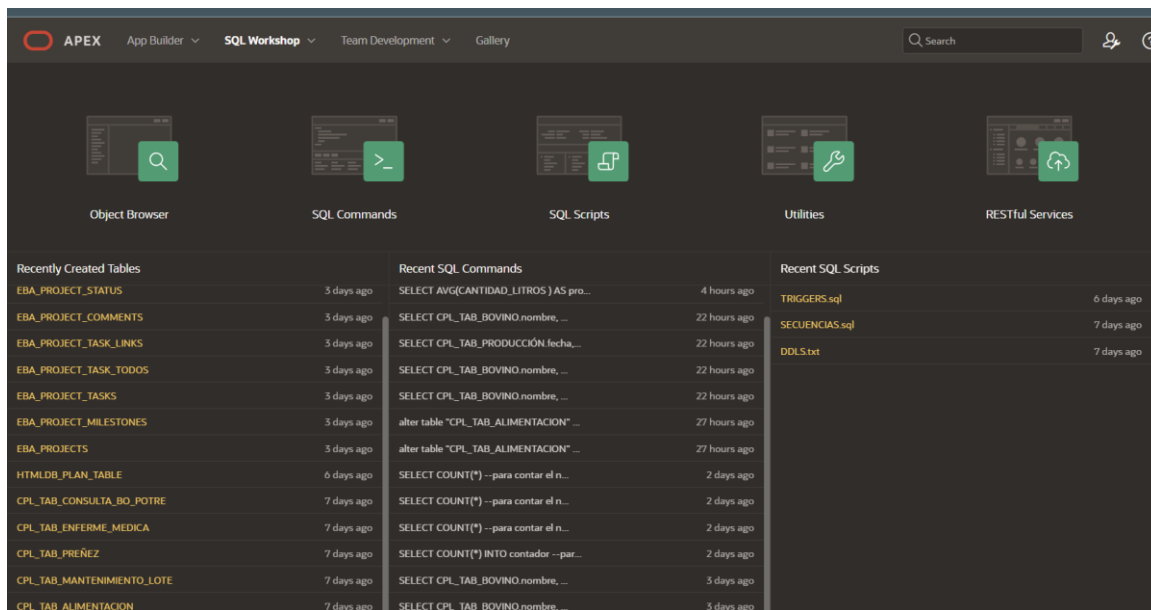 APEX App Builder SQL Workshop Team Development Gallery Search
Object Browser SQL Commands SQL Scripts Utilities RESTful Services
Recently Created Tables
EBA_PROJECT_STATUS 3 days ago
EBA_PROJECT_COMMENTS 3 days ago
EBA_PROJECT_TASK_LINKS 3 days ago
EBA_PROJECT_TASK_TODOS 3 days ago
EBA_PROJECT_TASKS 3 days ago
EBA_PROJECT_MILESTONES 3 days ago
EBA_PROJECTS 3 days ago
HTMLDB_PLAN_TABLE 6 days ago
CPL_TAB_CONSULTA_BO_POTRE 7 days ago
CPL_TAB_ENFERME_MEDICA 7 days ago
CPL_TAB_PREÑEZ 7 days ago
CPL_TAB_MANTENIMIENTO_LOTE 7 days ago
CPL_TAB_ALIMENTACION 7 days ago
Recent SQL Commands
SELECT AVG(CANTIDAD_LITROS ) AS pro... 4 hours ago
SELECT CPL_TAB_BOVINO.nombre, ... 22 hours ago
SELECT CPL_TAB_PRODUCCIÓN.fecha,... 22 hours ago
SELECT CPL_TAB_BOVINO.nombre, ... 22 hours ago
SELECT CPL_TAB_BOVINO.nombre, ... 22 hours ago
alter table "CPL_TAB_ALIMENTACION" ... 27 hours ago
alter table "CPL_TAB_ALIMENTACION" ... 27 hours ago
SELECT COUNT(*) --para contar el n... 2 days ago
SELECT COUNT(*) --para contar el n... 2 days ago
SELECT COUNT(*) --para contar el n... 2 days ago
SELECT COUNT(*) INTO contador --par... 2 days ago
SELECT CPL_TAB_BOVINO.nombre, ... 3 days ago
SELECT CPL_TAB_BOVINO.nombre, ... 3 days ago
Recent SQL Scripts
TRIGGERS.sql 6 days ago
SECUENCIAS.sql 7 days ago
DDLS.txt 7 days ago